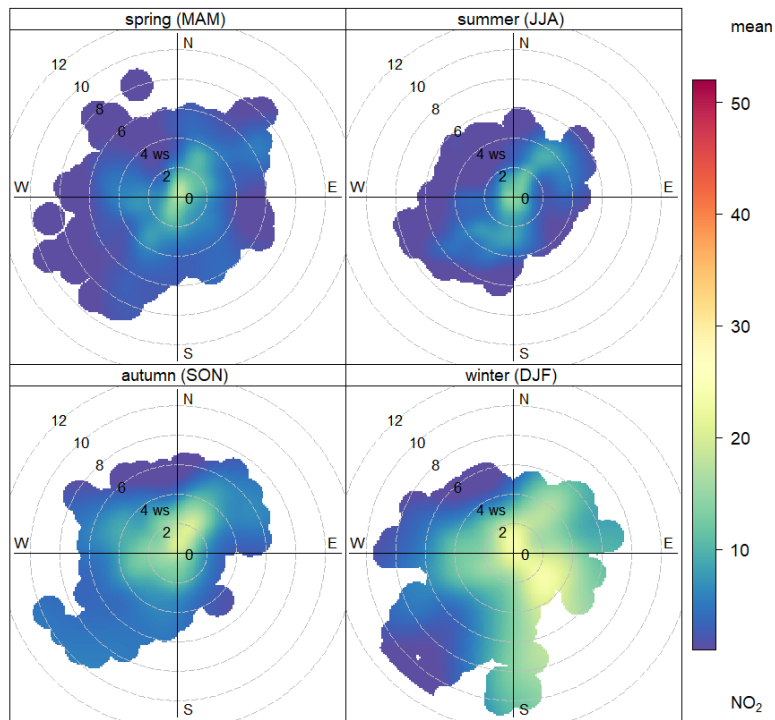 spring (MAM)
N
12
10
8
6
4 ws
2
0
W
E
S
summer (JJA)
N
12
10
8
6
4 ws
2
0
W
E
S
autumn (SON)
N
12
10
8
6
4 ws
2
0
W
E
S
winter (DJF)
N
12
10
8
6
4 ws
2
0
W
E
S
mean
50
40
30
20
10
NO₂